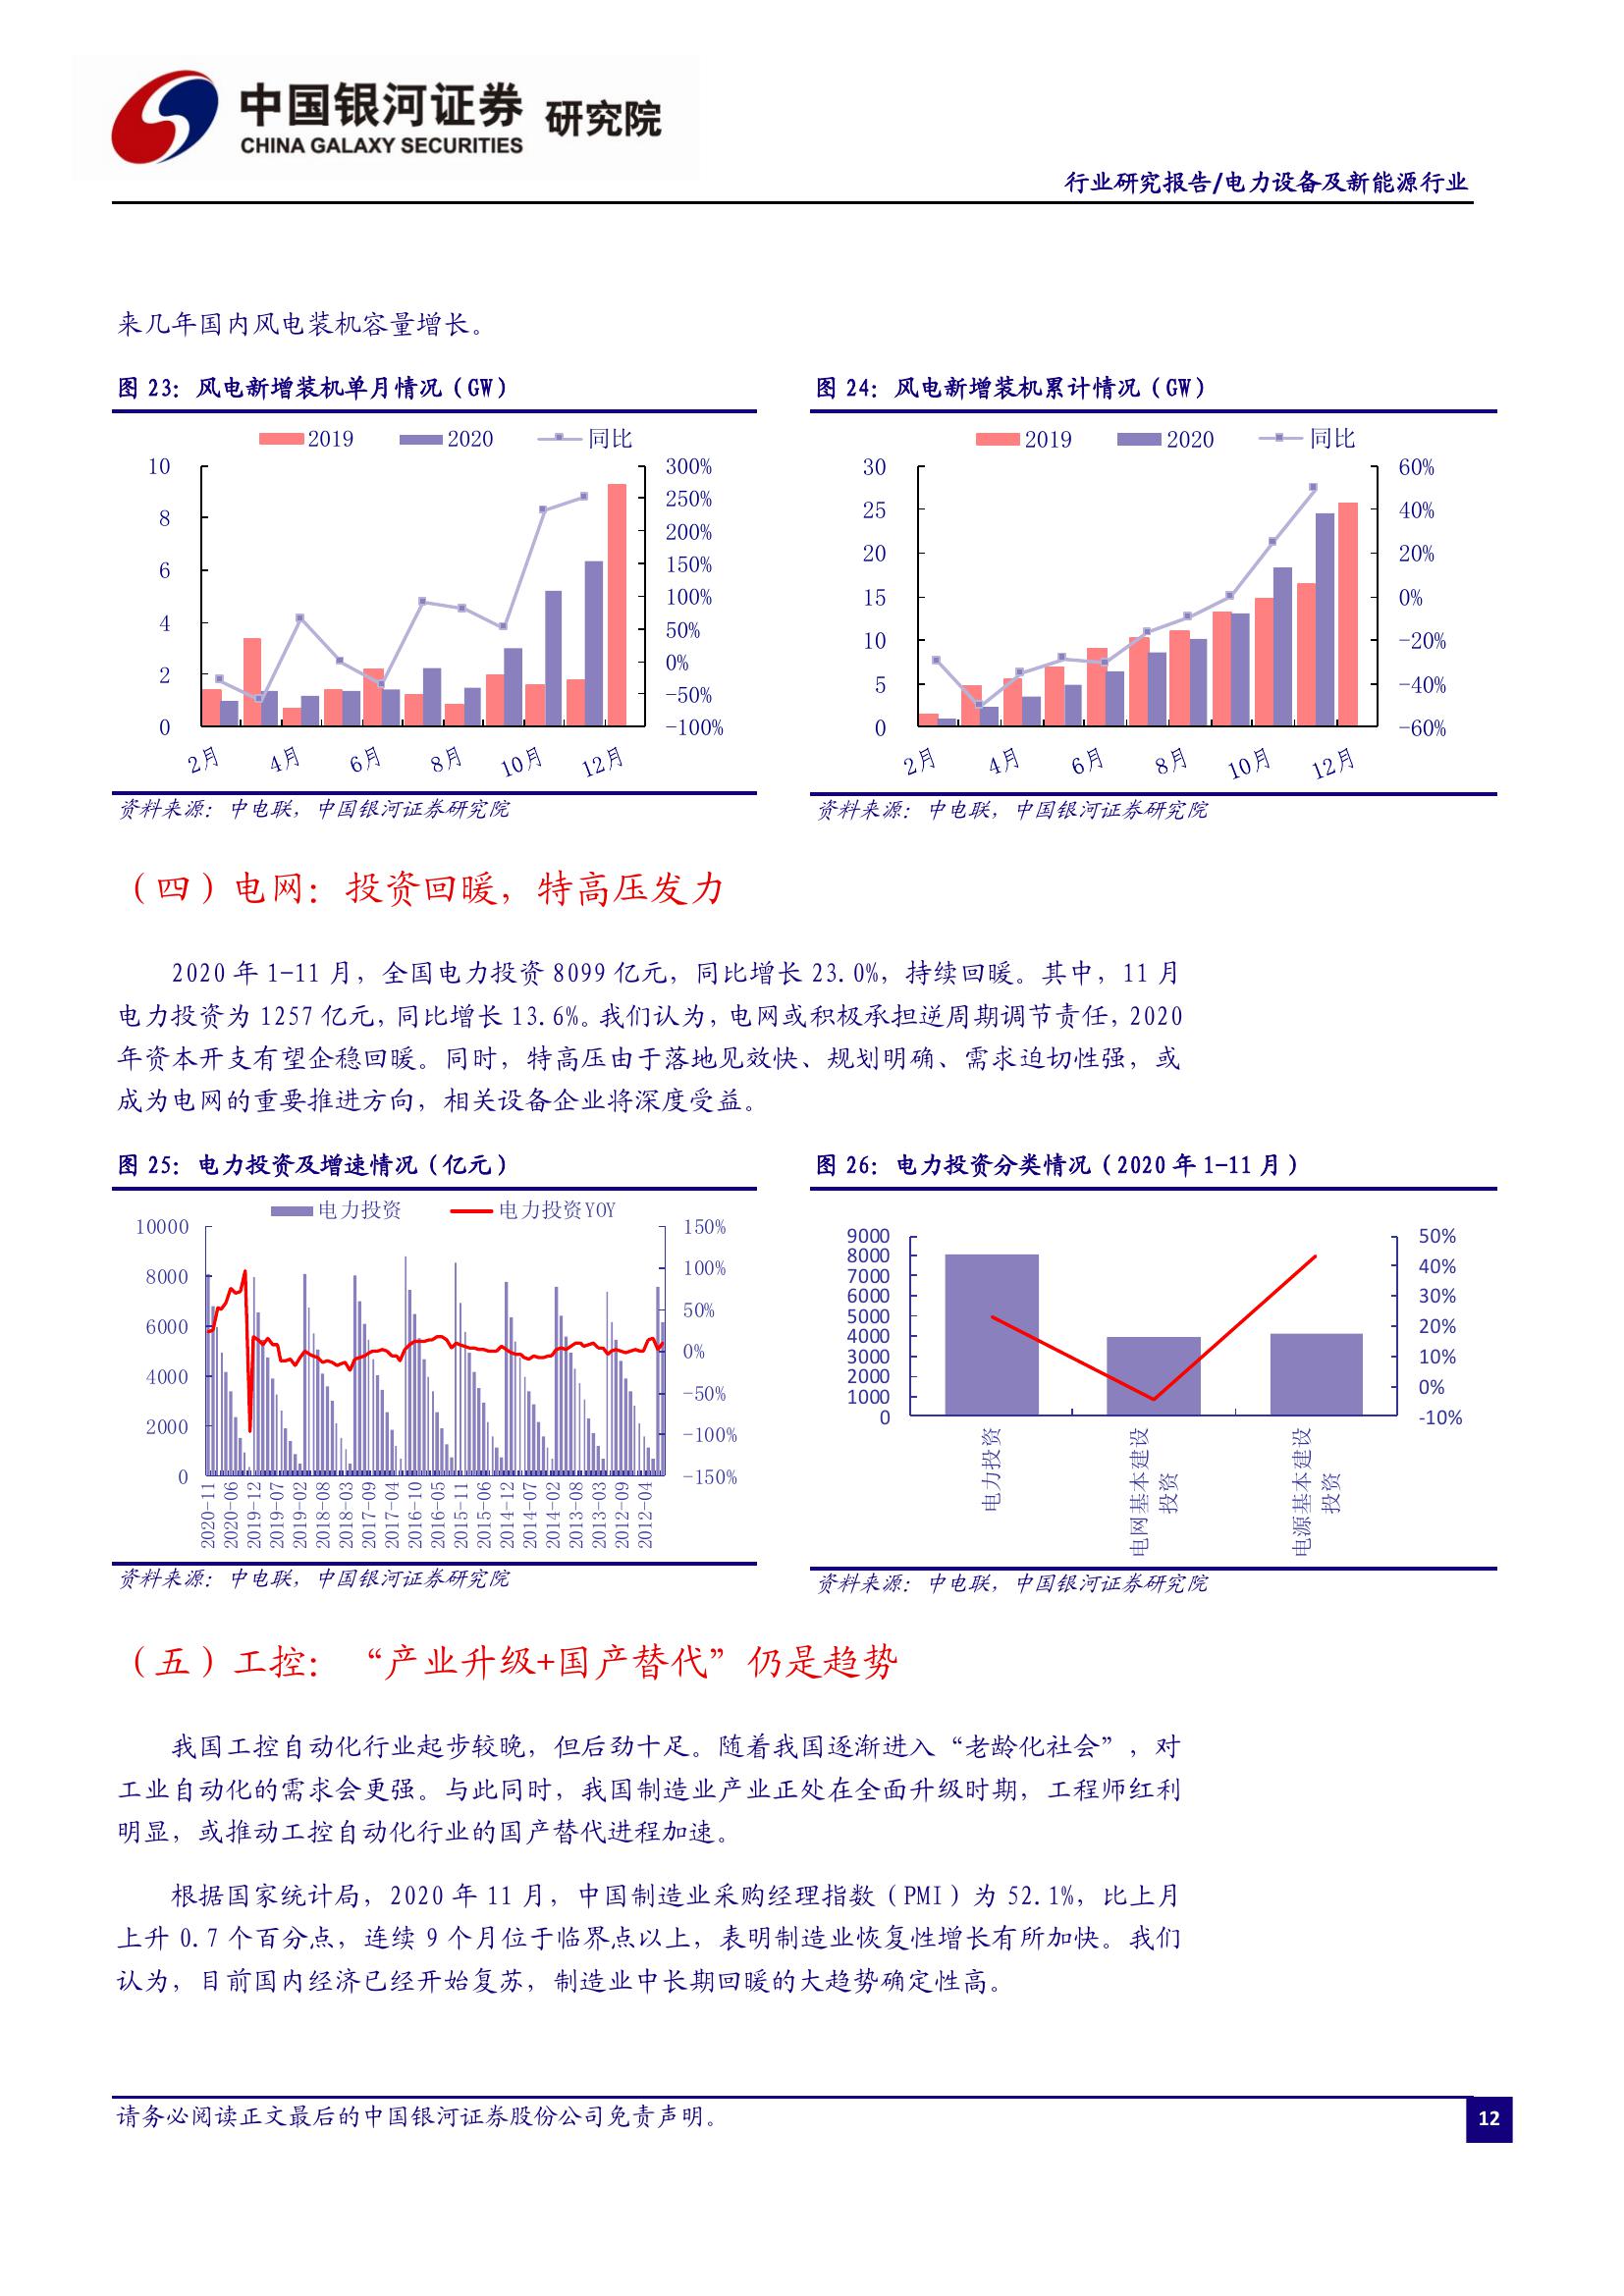 中国银河证券 研究院
CHINA GALAXY SECURITIES
行业研究报告/电力设备及新能源行业
来几年国内风电装机容量增长。
图 23：风电新增装机单月情况（GW）
2019 2020 同比
10
8
6
4
2
0
300%
250%
200%
150%
100%
50%
0%
-50%
-100%
2月 4月 6月 8月 10月 12月
资料来源：中电联，中国银河证券研究院
图 24：风电新增装机累计情况（GW）
2019 2020 同比
30
25
20
15
10
5
0
60%
40%
20%
0%
-20%
-40%
-60%
2月 4月 6月 8月 10月 12月
资料来源：中电联，中国银河证券研究院
（四）电网：投资回暖，特高压发力
2020 年 1-11 月，全国电力投资 8099 亿元，同比增长 23.0%，持续回暖。其中，11 月
电力投资为 1257 亿元，同比增长 13.6%。我们认为，电网或积极承担逆周期调节责任，2020
年资本开支有望企稳回暖。同时，特高压由于落地见效快、规划明确、需求迫切性强，或
成为电网的重要推进方向，相关设备企业将深度受益。
图 25：电力投资及增速情况（亿元）
电力投资 电力投资YOY
10000
8000
6000
4000
2000
0
150%
100%
50%
0%
-50%
-100%
-150%
2020-11
2020-06
2019-12
2019-07
2019-02
2018-08
2018-03
2017-09
2017-04
2016-10
2016-05
2015-11
2015-06
2014-12
2014-07
2014-02
2013-08
2013-03
2012-09
2012-04
资料来源：中电联，中国银河证券研究院
图 26：电力投资分类情况（2020 年 1-11 月）
9000
8000
7000
6000
5000
4000
3000
2000
1000
0
50%
40%
30%
20%
10%
0%
-10%
电力投资
电网基本建设
投资
电源基本建设
投资
资料来源：中电联，中国银河证券研究院
（五）工控：“产业升级+国产替代”仍是趋势
我国工控自动化行业起步较晚，但后劲十足。随着我国逐渐进入“老龄化社会”，对
工业自动化的需求会更强。与此同时，我国制造业产业正处在全面升级时期，工程师红利
明显，或推动工控自动化行业的国产替代进程加速。
根据国家统计局，2020 年 11 月，中国制造业采购经理指数（PMI）为 52.1%，比上月
上升 0.7 个百分点，连续 9 个月位于临界点以上，表明制造业恢复性增长有所加快。我们
认为，目前国内经济已经开始复苏，制造业中长期回暖的大趋势确定性高。
请务必阅读正文最后的中国银河证券股份公司免责声明。
12